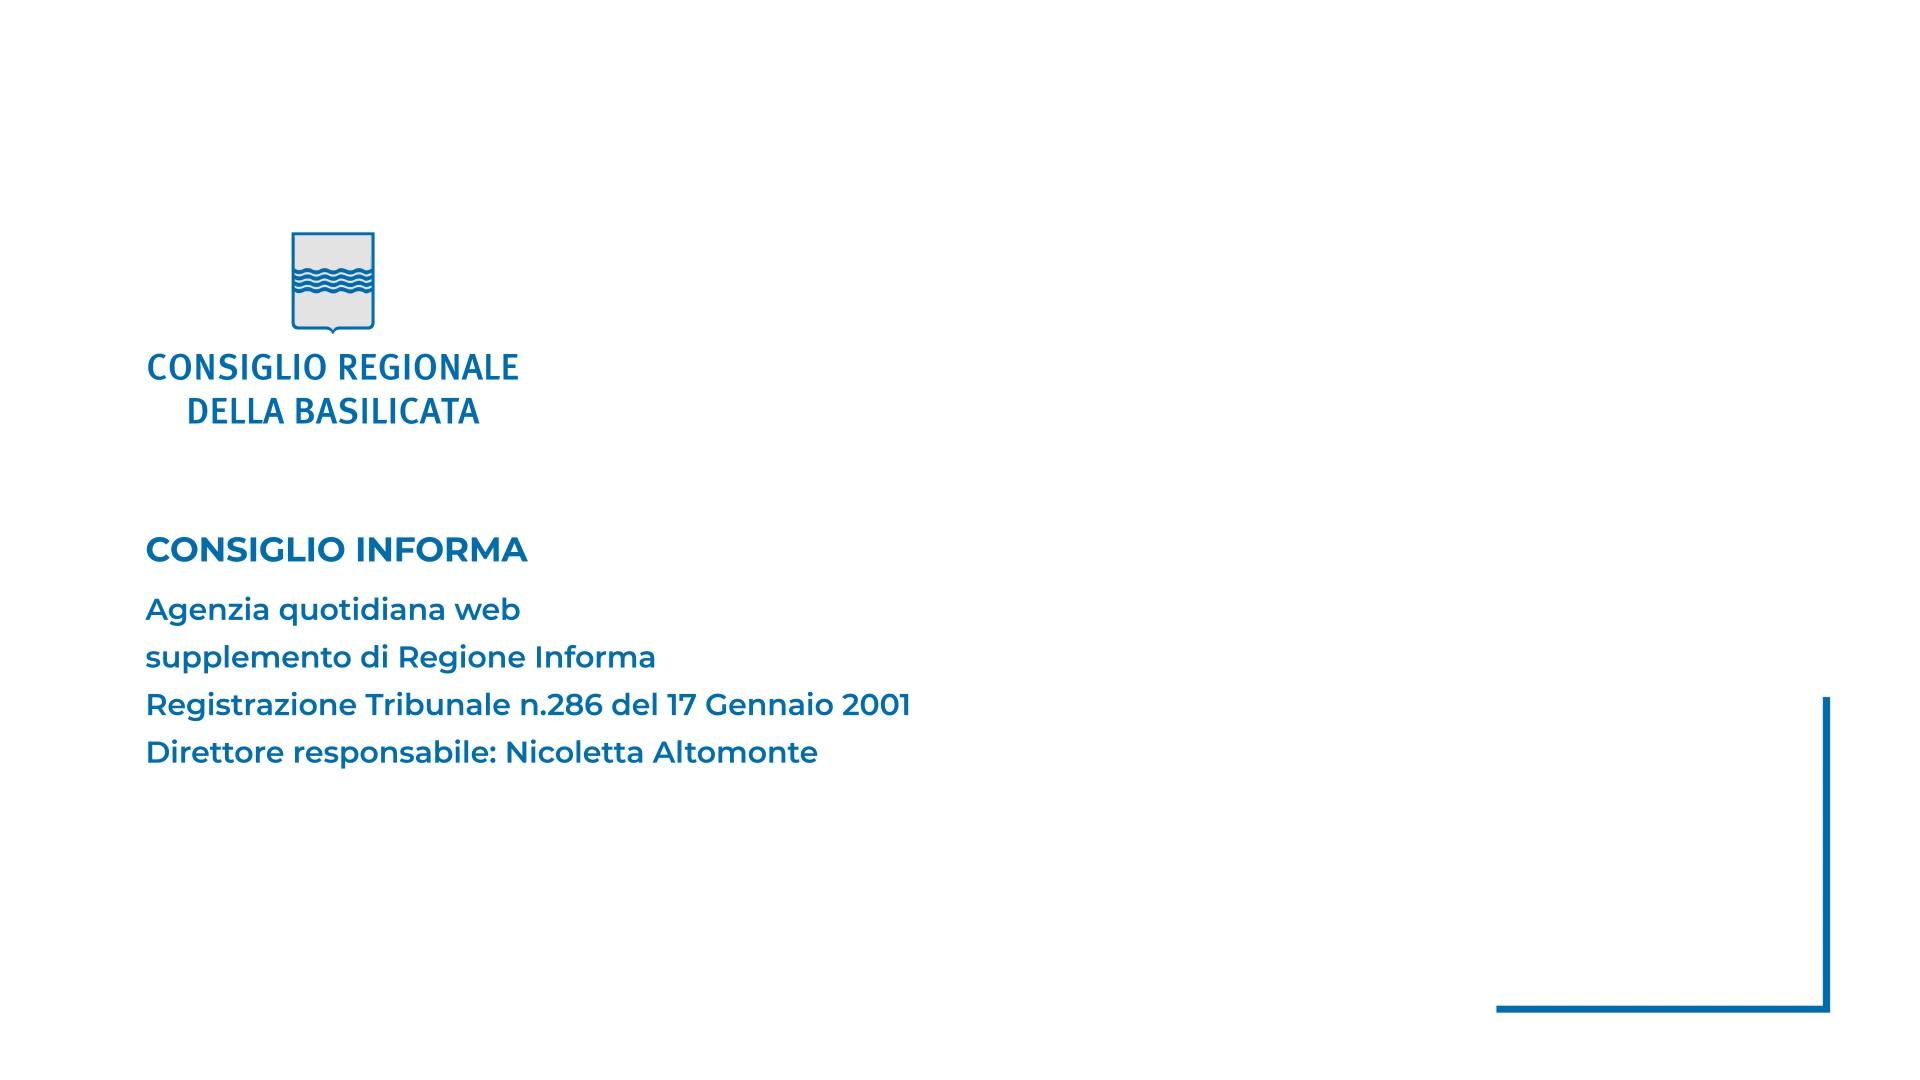 CONSIGLIO REGIONALE
DELLA BASILICATA
CONSIGLIO INFORMA
Agenzia quotidiana web
supplemento di Regione Informa
Registrazione Tribunale n.286 del 17 Gennaio 2001
Direttore responsabile: Nicoletta Altomonte